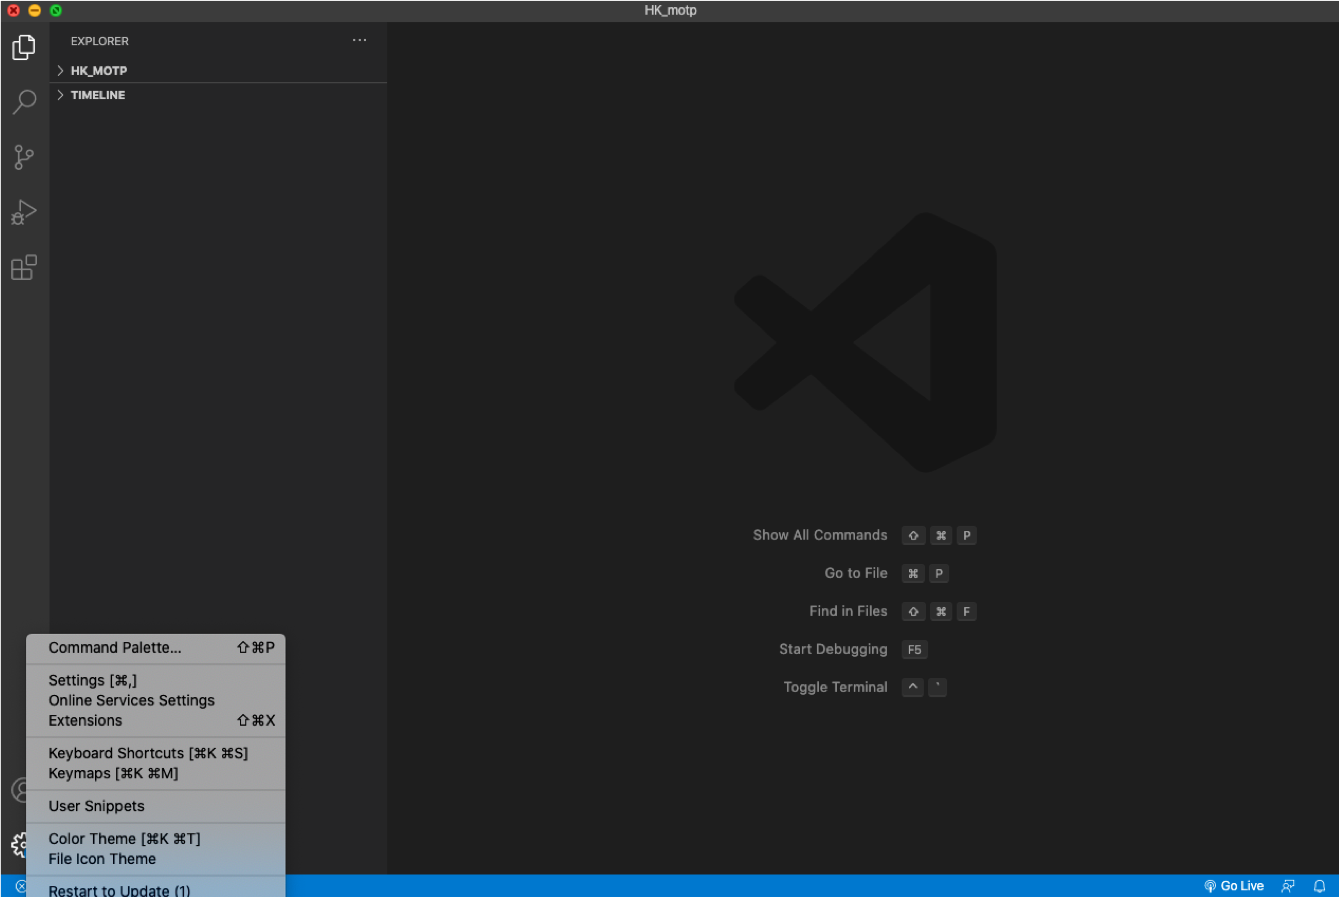 HK_motp
EXPLORER ···
HK_MOTP
TIMELINE
Show All Commands ⇧ ⌘ P
Go to File ⌘ P
Find in Files ⇧ ⌘ F
Start Debugging F5
Toggle Terminal ^ `
Command Palette... ⇧⌘P
Settings [⌘,]
Online Services Settings
Extensions ⇧⌘X
Keyboard Shortcuts [⌘K ⌘S]
Keymaps [⌘K ⌘M]
User Snippets
Color Theme [⌘K ⌘T]
File Icon Theme
Restart to Update (1)
Go Live